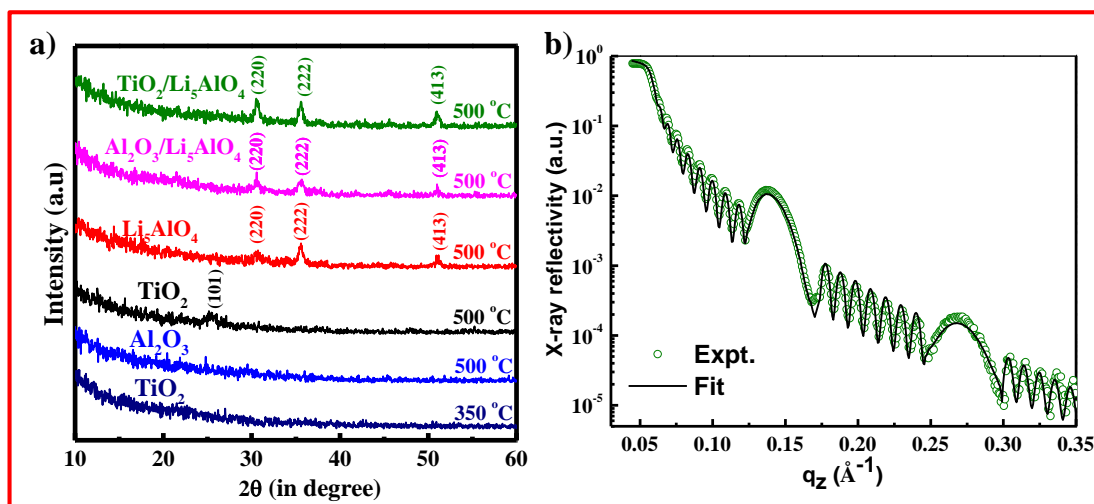 a)
TiO2/Li5AlO4
(220)
(222)
(413)
500 °C
Al2O3/Li5AlO4
(220)
(222)
(413)
500 °C
Li5AlO4
(220)
(222)
(413)
500 °C
TiO2
(101)
500 °C
Al2O3
500 °C
TiO2
350 °C
Intensity (a.u)
10 20 30 40 50 60
2θ (in degree)
b)
10^0
10^-1
10^-2
10^-3
10^-4
10^-5
X-ray reflectivity (a.u.)
Expt.
Fit
0.05 0.10 0.15 0.20 0.25 0.30 0.35
qz (Å^-1)